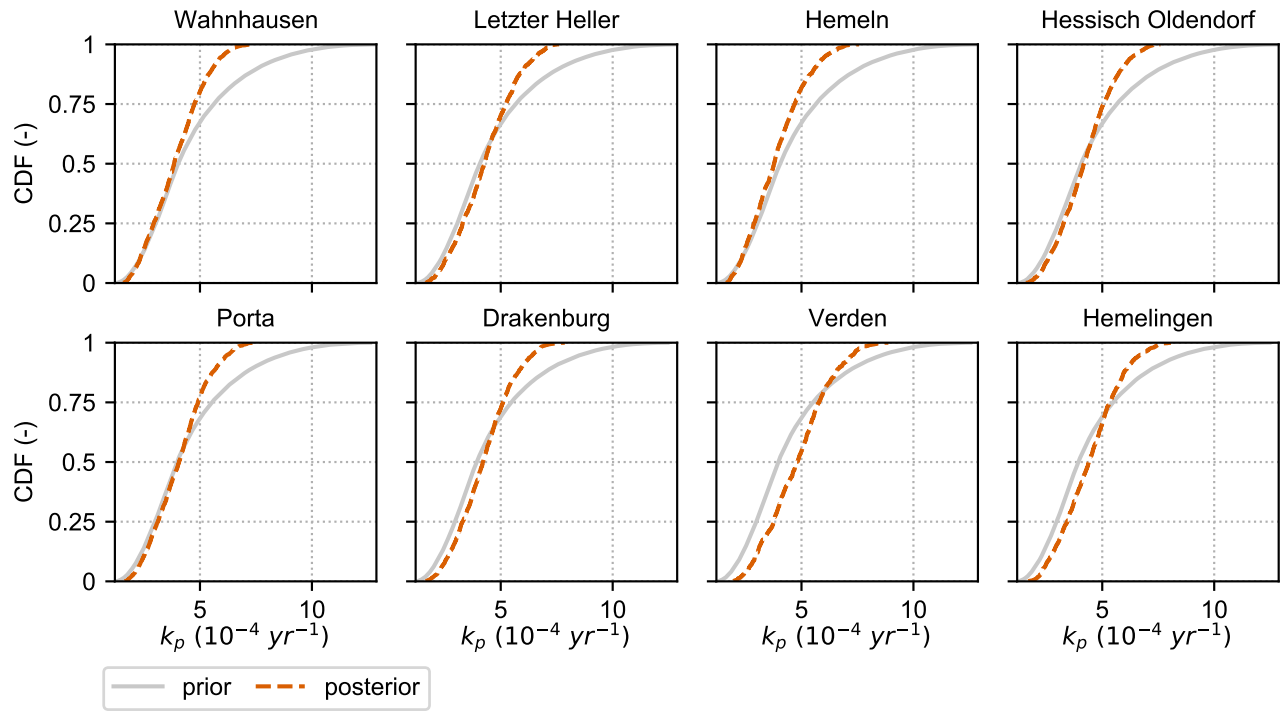 Wahnhausen Letzter Heller Hemeln Hessisch Oldendorf
1
0.75
0.5
0.25
0
CDF (-)
Porta Drakenburg Verden Hemelingen
1
0.75
0.5
0.25
0
CDF (-)
5 10 5 10 5 10 5 10
k_p (10^-4 yr^-1) k_p (10^-4 yr^-1) k_p (10^-4 yr^-1) k_p (10^-4 yr^-1)
prior posterior